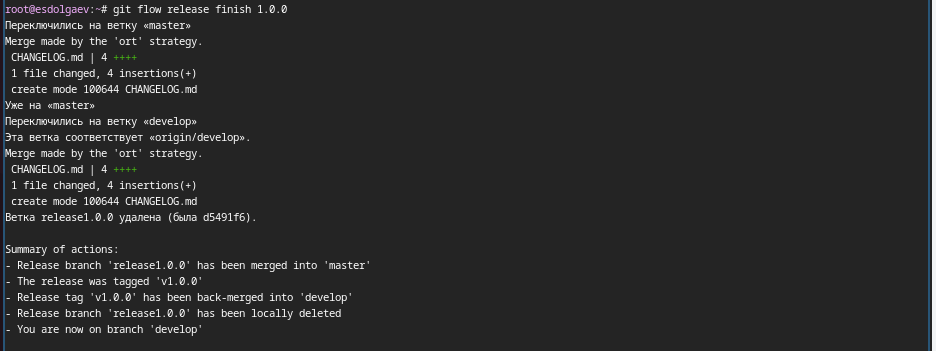 root@esdolgaev:~# git flow release finish 1.0.0
Переключились на ветку «master»
Merge made by the 'ort' strategy.
 CHANGELOG.md | 4 ++++
 1 file changed, 4 insertions(+)
 create mode 100644 CHANGELOG.md
Уже на «master»
Переключились на ветку «develop»
Эта ветка соответствует «origin/develop».
Merge made by the 'ort' strategy.
 CHANGELOG.md | 4 ++++
 1 file changed, 4 insertions(+)
 create mode 100644 CHANGELOG.md
Ветка release1.0.0 удалена (была d5491f6).

Summary of actions:
- Release branch 'release1.0.0' has been merged into 'master'
- The release was tagged 'v1.0.0'
- Release tag 'v1.0.0' has been back-merged into 'develop'
- Release branch 'release1.0.0' has been locally deleted
- You are now on branch 'develop'